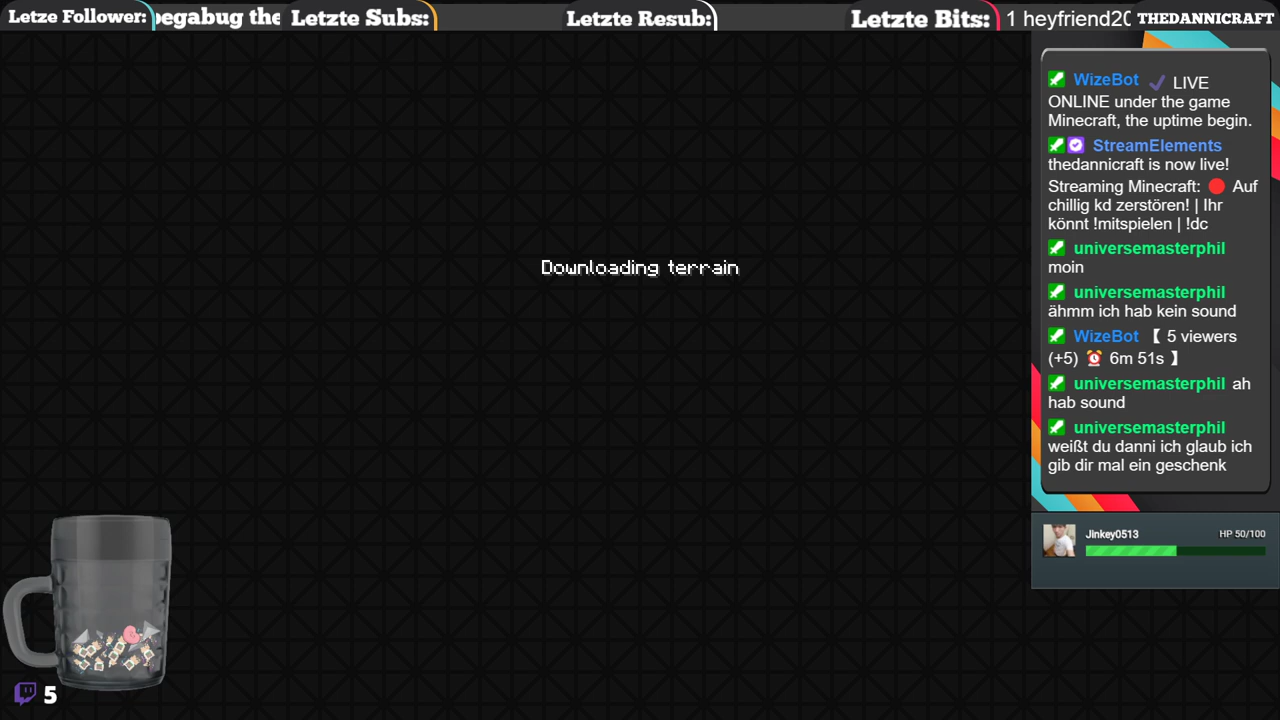 Letze Follower:
Letzte Subs:
Letzte Resub:
Letzte Bits:
1 heyfriend20
THEDANNICRAFT
WizeBot ✔ LIVE
ONLINE under the game
Minecraft, the uptime begin.
StreamElements
thedannicraft is now live!
Streaming Minecraft: 🔴 Auf
chillig kd zerstören! | Ihr
könnt !mitspielen | !dc
universemasterphil
moin
universemasterphil
ähmm ich hab kein sound
WizeBot 【 5 viewers
(+5) ⏰ 6m 51s 】
universemasterphil ah
hab sound
universemasterphil
weißt du danni ich glaub ich
gib dir mal ein geschenk
Downloading terrain
Jinkey0513
HP 50/100
5